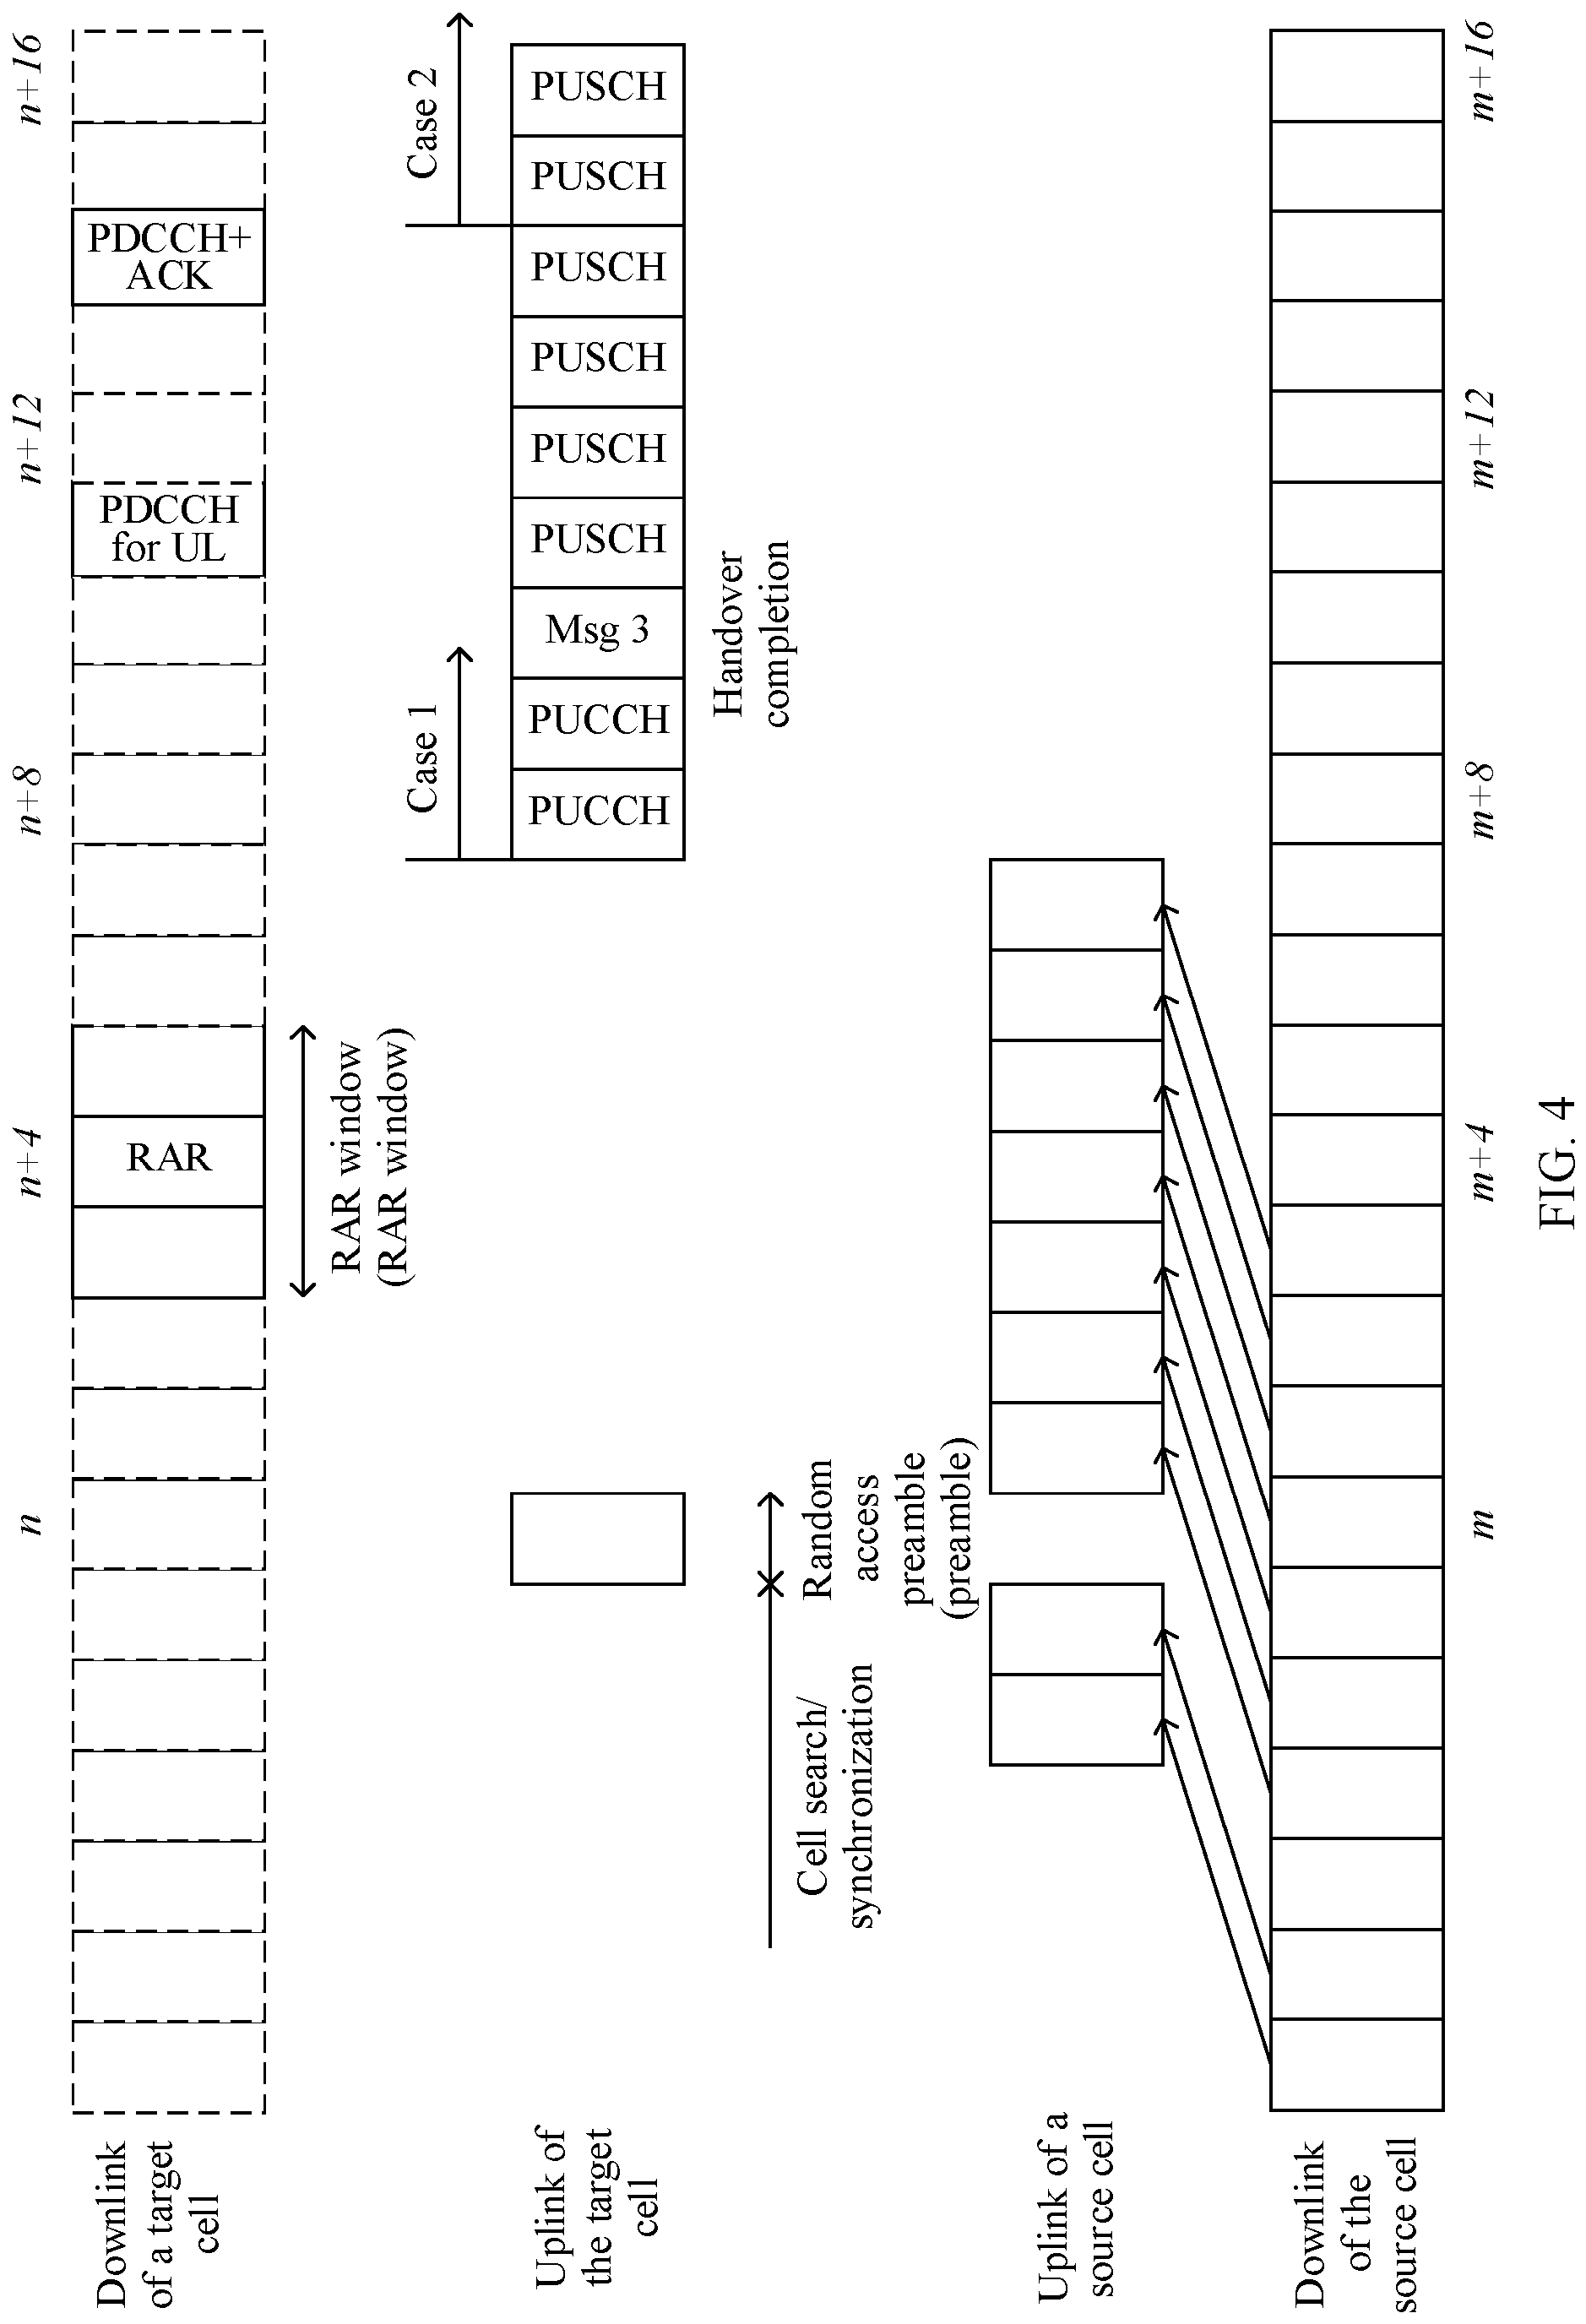 n
n+4
n+8
n+12
n+16
Downlink
of a target
cell
RAR
PDCCH
for UL
PDCCH+
ACK
RAR window
(RAR window)
Case 1
Case 2
Uplink of
the target
cell
PUCCH
PUCCH
Msg 3
PUSCH
PUSCH
PUSCH
PUSCH
PUSCH
PUSCH
Handover
completion
Cell search/
synchronization
Random
access
preamble
(preamble)
Uplink of a
source cell
Downlink
of the
source cell
m
m+4
m+8
m+12
m+16
FIG. 4